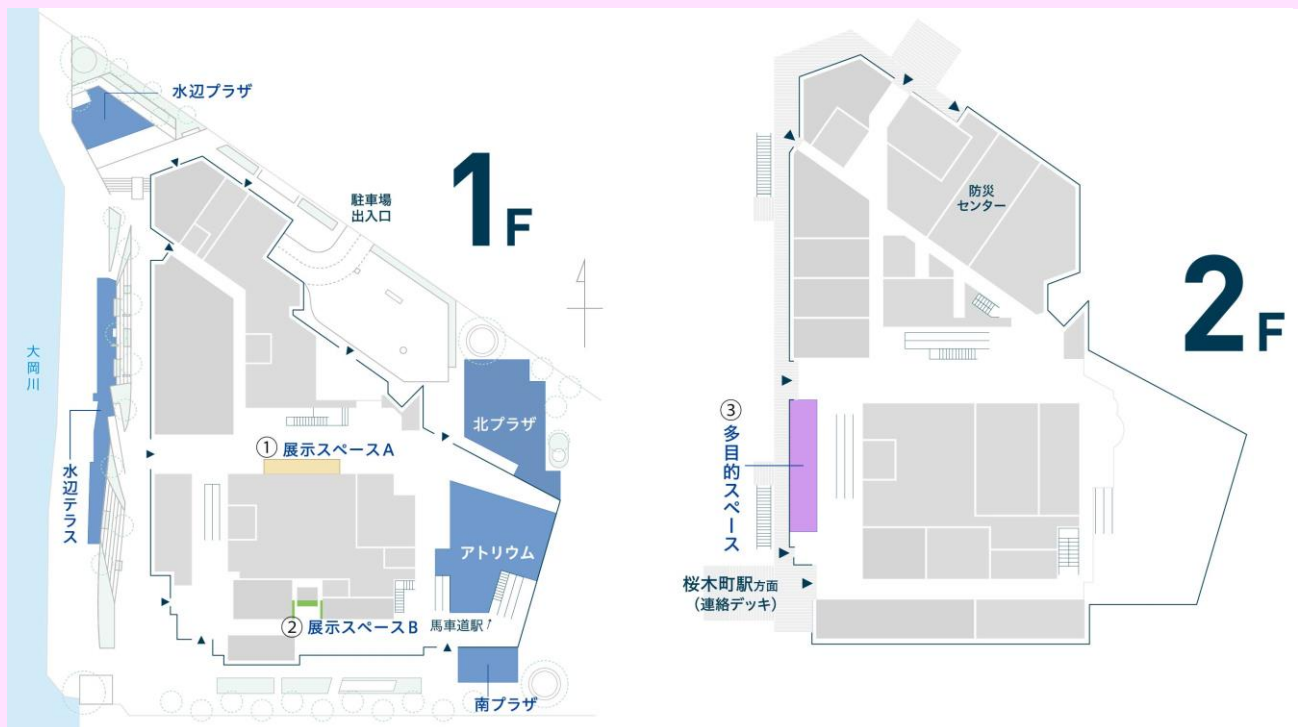 水辺プラザ
1F
駐車場
出入口
大岡川
① 展示スペースA
北プラザ
水辺テラス
アトリウム
② 展示スペースB
馬車道駅
南プラザ
2F
防災
センター
③多目的スペース
桜木町駅方面
(連絡デッキ)